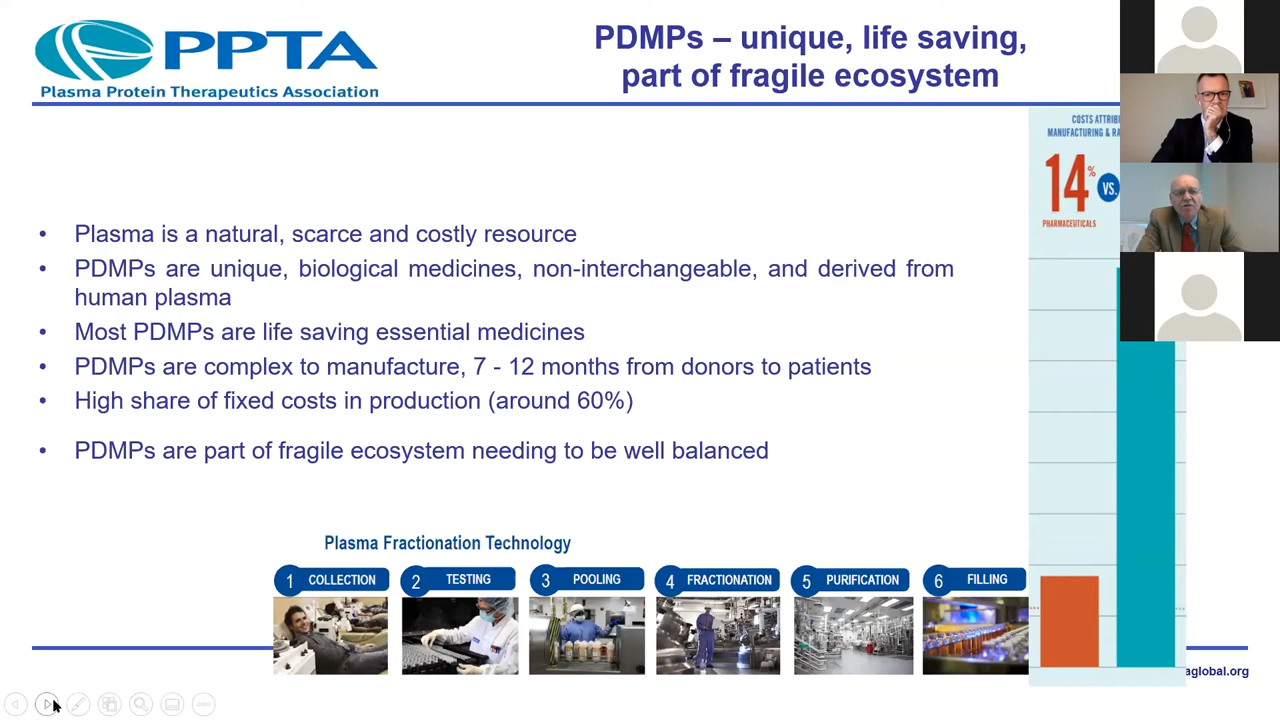 PPTA
Plasma Protein Therapeutics Association
PDMPs – unique, life saving,
part of fragile ecosystem
• Plasma is a natural, scarce and costly resource
• PDMPs are unique, biological medicines, non-interchangeable, and derived from
human plasma
• Most PDMPs are life saving essential medicines
• PDMPs are complex to manufacture, 7 - 12 months from donors to patients
• High share of fixed costs in production (around 60%)
• PDMPs are part of fragile ecosystem needing to be well balanced
COSTS
MANUFACTURING &
14%
VS.
PHARMACEUTICALS
Plasma Fractionation Technology
1 COLLECTION
2 TESTING
3 POOLING
4 FRACTIONATION
5 PURIFICATION
6 FILLING
aglobal.org